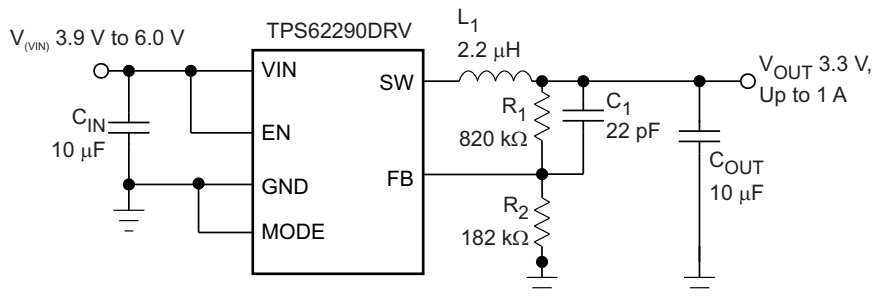 TPS62290DRV
V(VIN) 3.9 V to 6.0 V
CIN
10 μF
VIN
EN
GND
MODE
SW
FB
L1
2.2 μH
R1
820 kΩ
C1
22 pF
R2
182 kΩ
VOUT 3.3 V,
Up to 1 A
COUT
10 μF